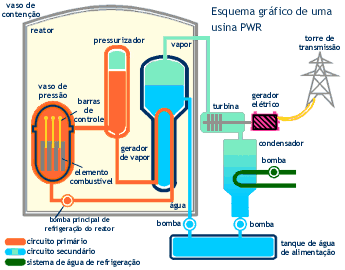 vaso de
contenção
Esquema gráfico de uma
usina PWR
reator
pressurizador
vapor
torre de
transmissão
vaso de
pressão
barras
de
controle
gerador
elétrico
turbina
condensador
gerador
de vapor
bomba
elemento
combustível
água
bomba principal de
refrigeração do reator
bomba
bomba
circuito primário
circuito secundário
sistema de água de refrigeração
tanque de água
de alimentação